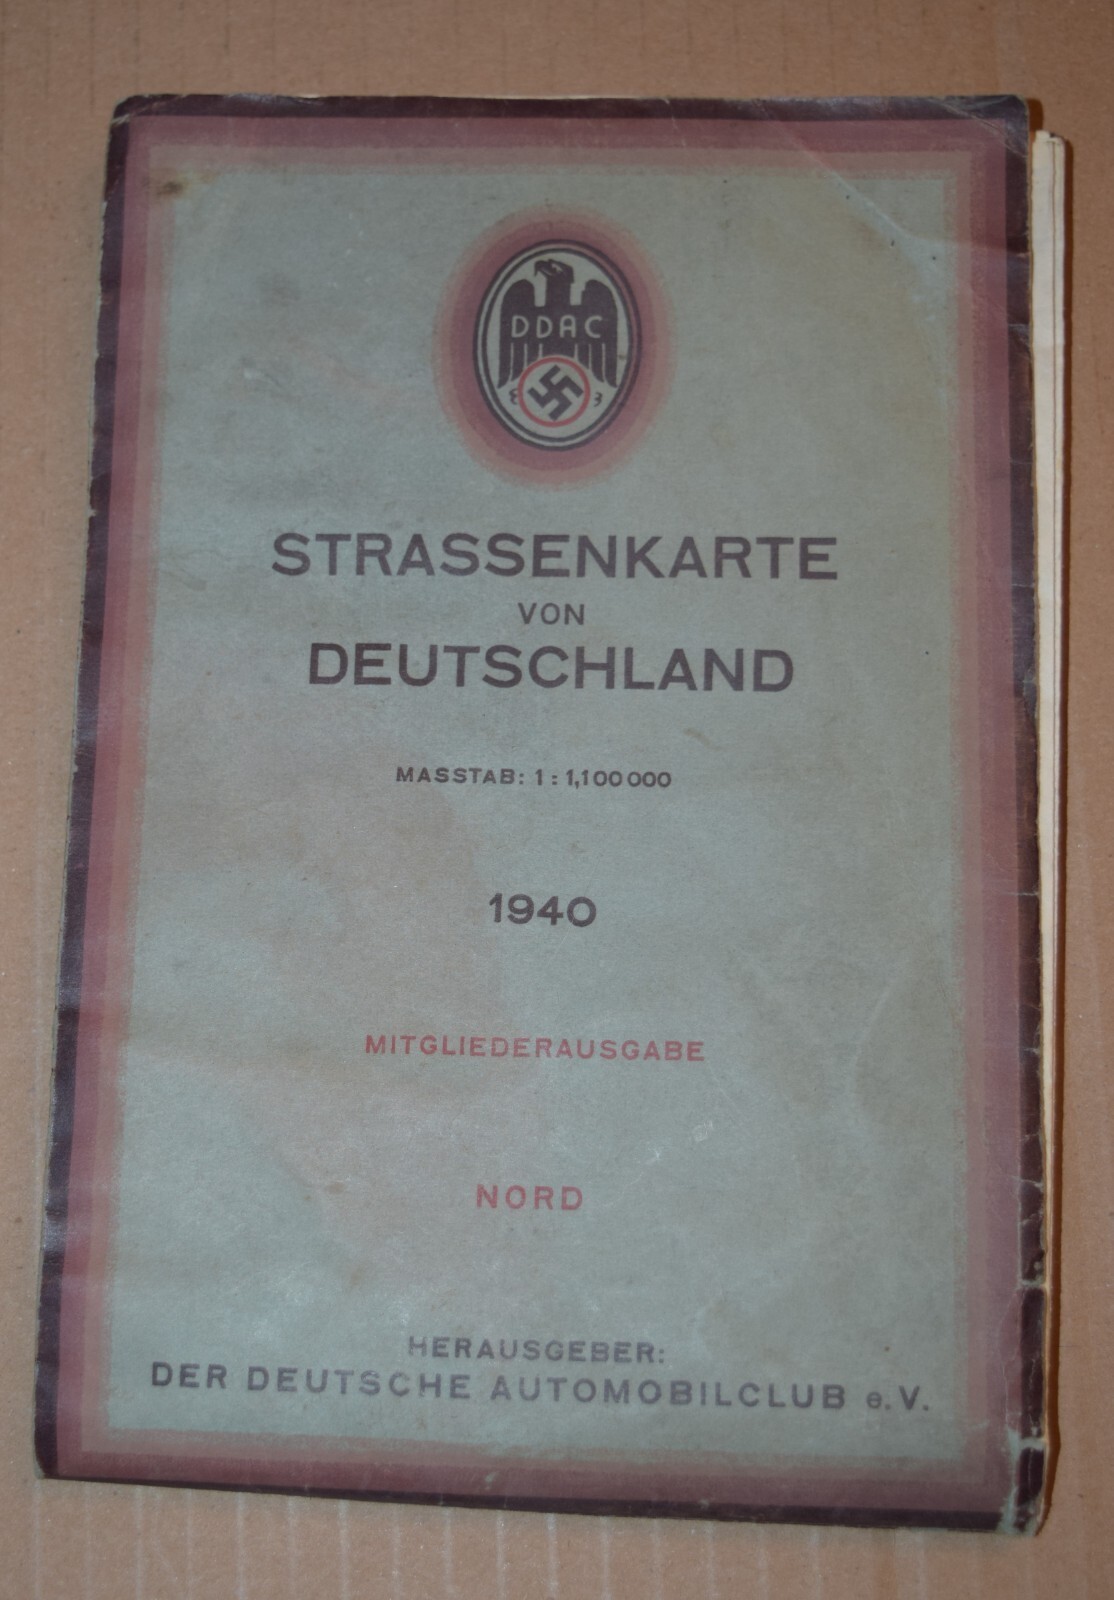 DDAC
STRASSENKARTE
VON
DEUTSCHLAND
MASSTAB: 1 : 1,100 000
1940
MITGLIEDERAUSGABE
NORD
HERAUSGEBER:
DER DEUTSCHE AUTOMOBILCLUB e. V.